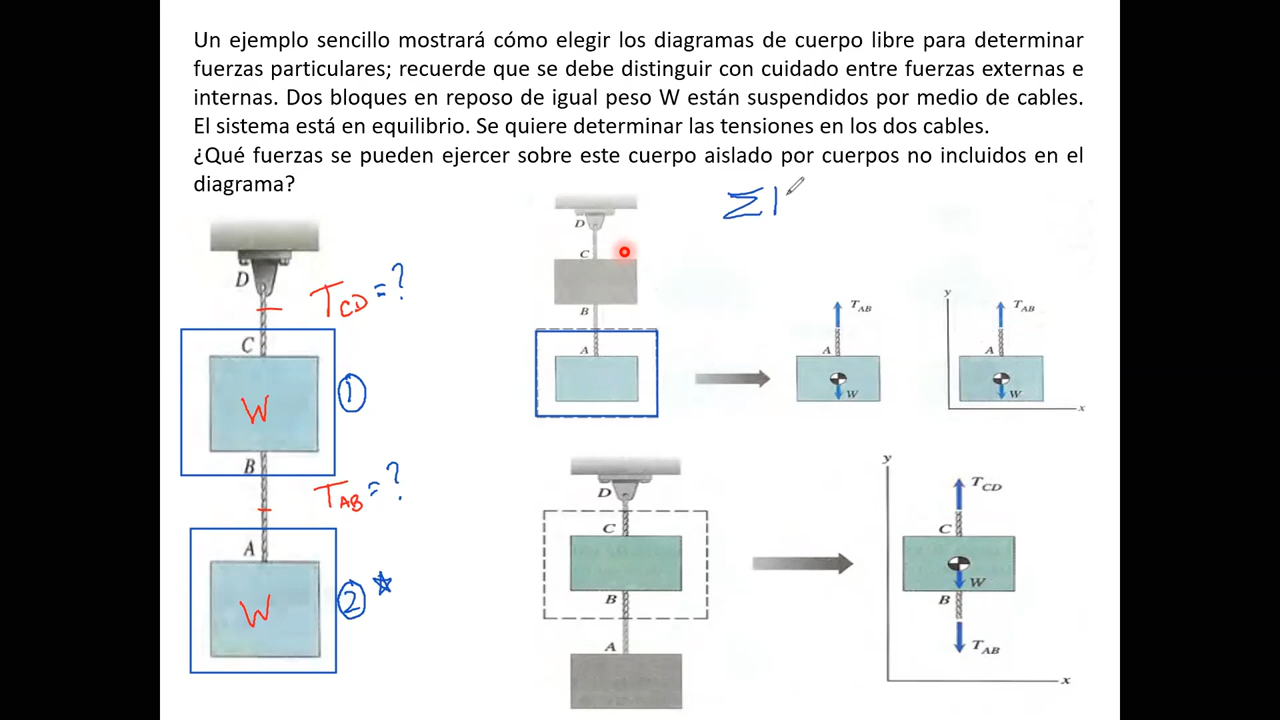 Un ejemplo sencillo mostrará cómo elegir los diagramas de cuerpo libre para determinar
fuerzas particulares; recuerde que se debe distinguir con cuidado entre fuerzas externas e
internas. Dos bloques en reposo de igual peso W están suspendidos por medio de cables.
El sistema está en equilibrio. Se quiere determinar las tensiones en los dos cables.
¿Qué fuerzas se pueden ejercer sobre este cuerpo aislado por cuerpos no incluidos en el
diagrama?
D
T_CD = ?
C
W
1
B
T_AB = ?
A
W
2
ΣI
D
C
B
A
T_AB
A
W
y
T_AB
A
W
x
D
C
B
A
y
T_CD
C
W
B
T_AB
x